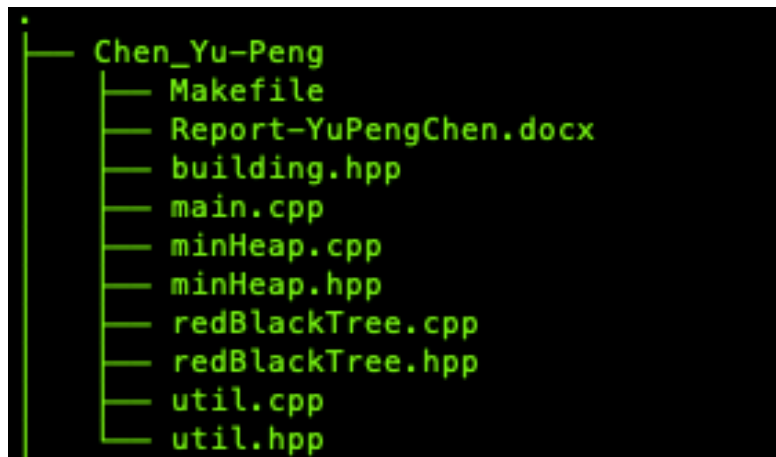 .
├── Chen_Yu-Peng
│   ├── Makefile
│   ├── Report-YuPengChen.docx
│   ├── building.hpp
│   ├── main.cpp
│   ├── minHeap.cpp
│   ├── minHeap.hpp
│   ├── redBlackTree.cpp
│   ├── redBlackTree.hpp
│   ├── util.cpp
│   └── util.hpp